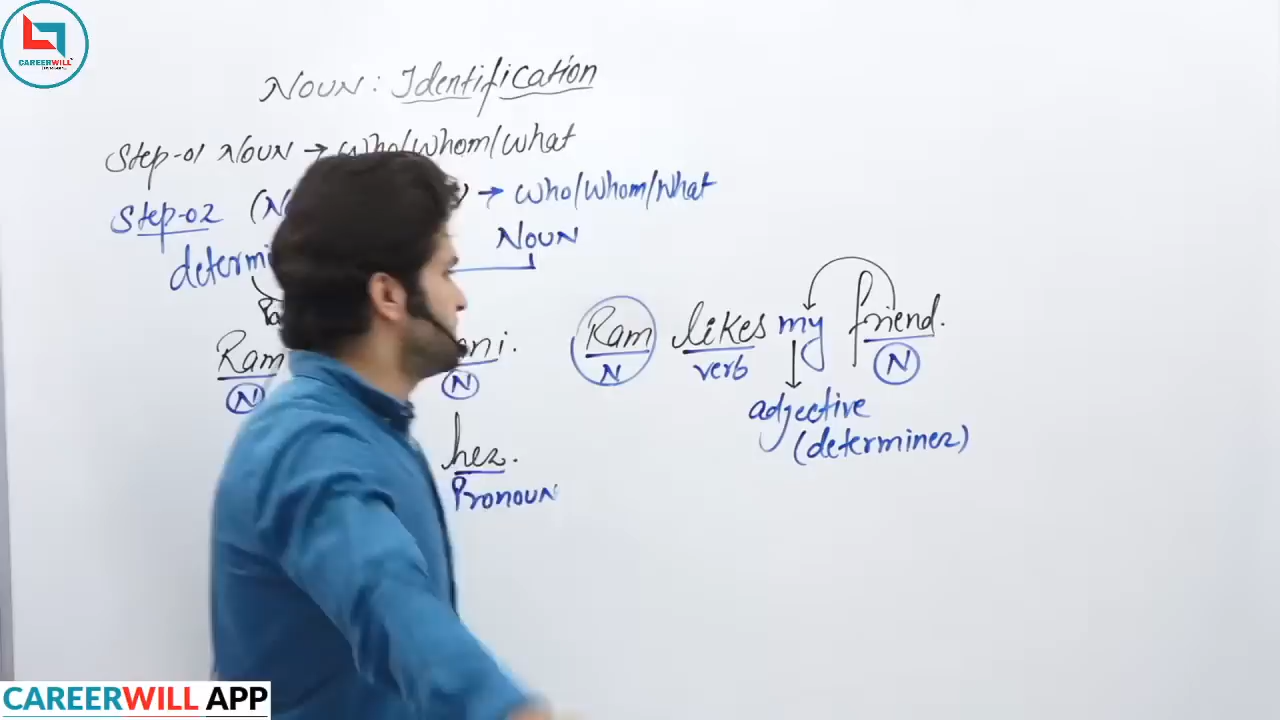 CAREERWILL
NOUN : Identification
Step-01 NOUN → Who/Whom/What
Step-02 → Who/Whom/What
NOUN
Ram
N
N
Ram likes my friend.
N verb N
adjective
(determiner)
her.
Pronoun
CAREERWILL APP